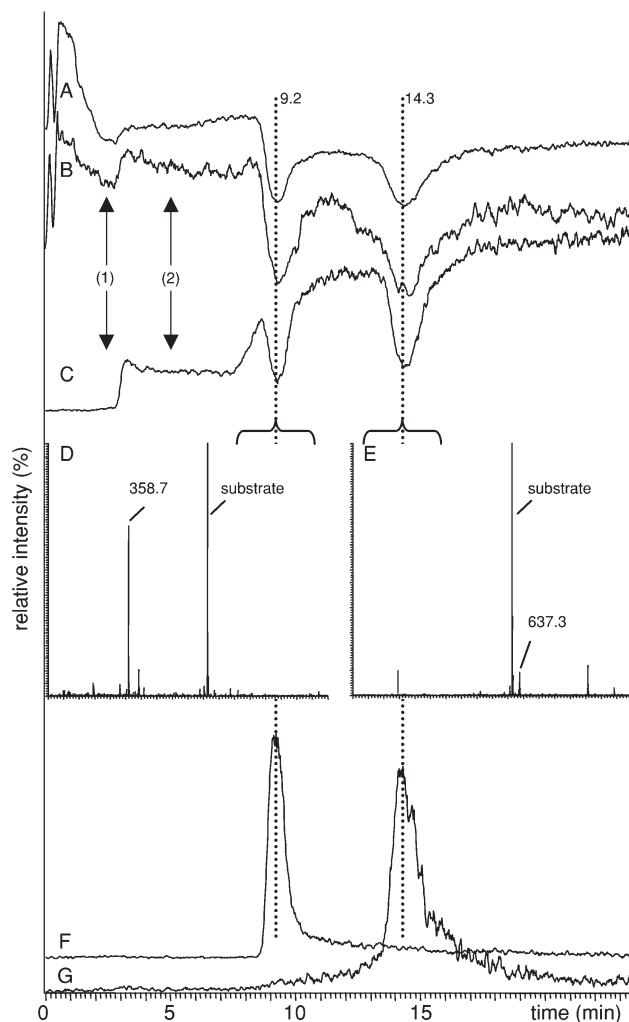 A
9.2
14.3
B
(1)
(2)
C
D
E
358.7
substrate
substrate
637.3
relative intensity (%)
F
G
0
5
10
15
time (min)